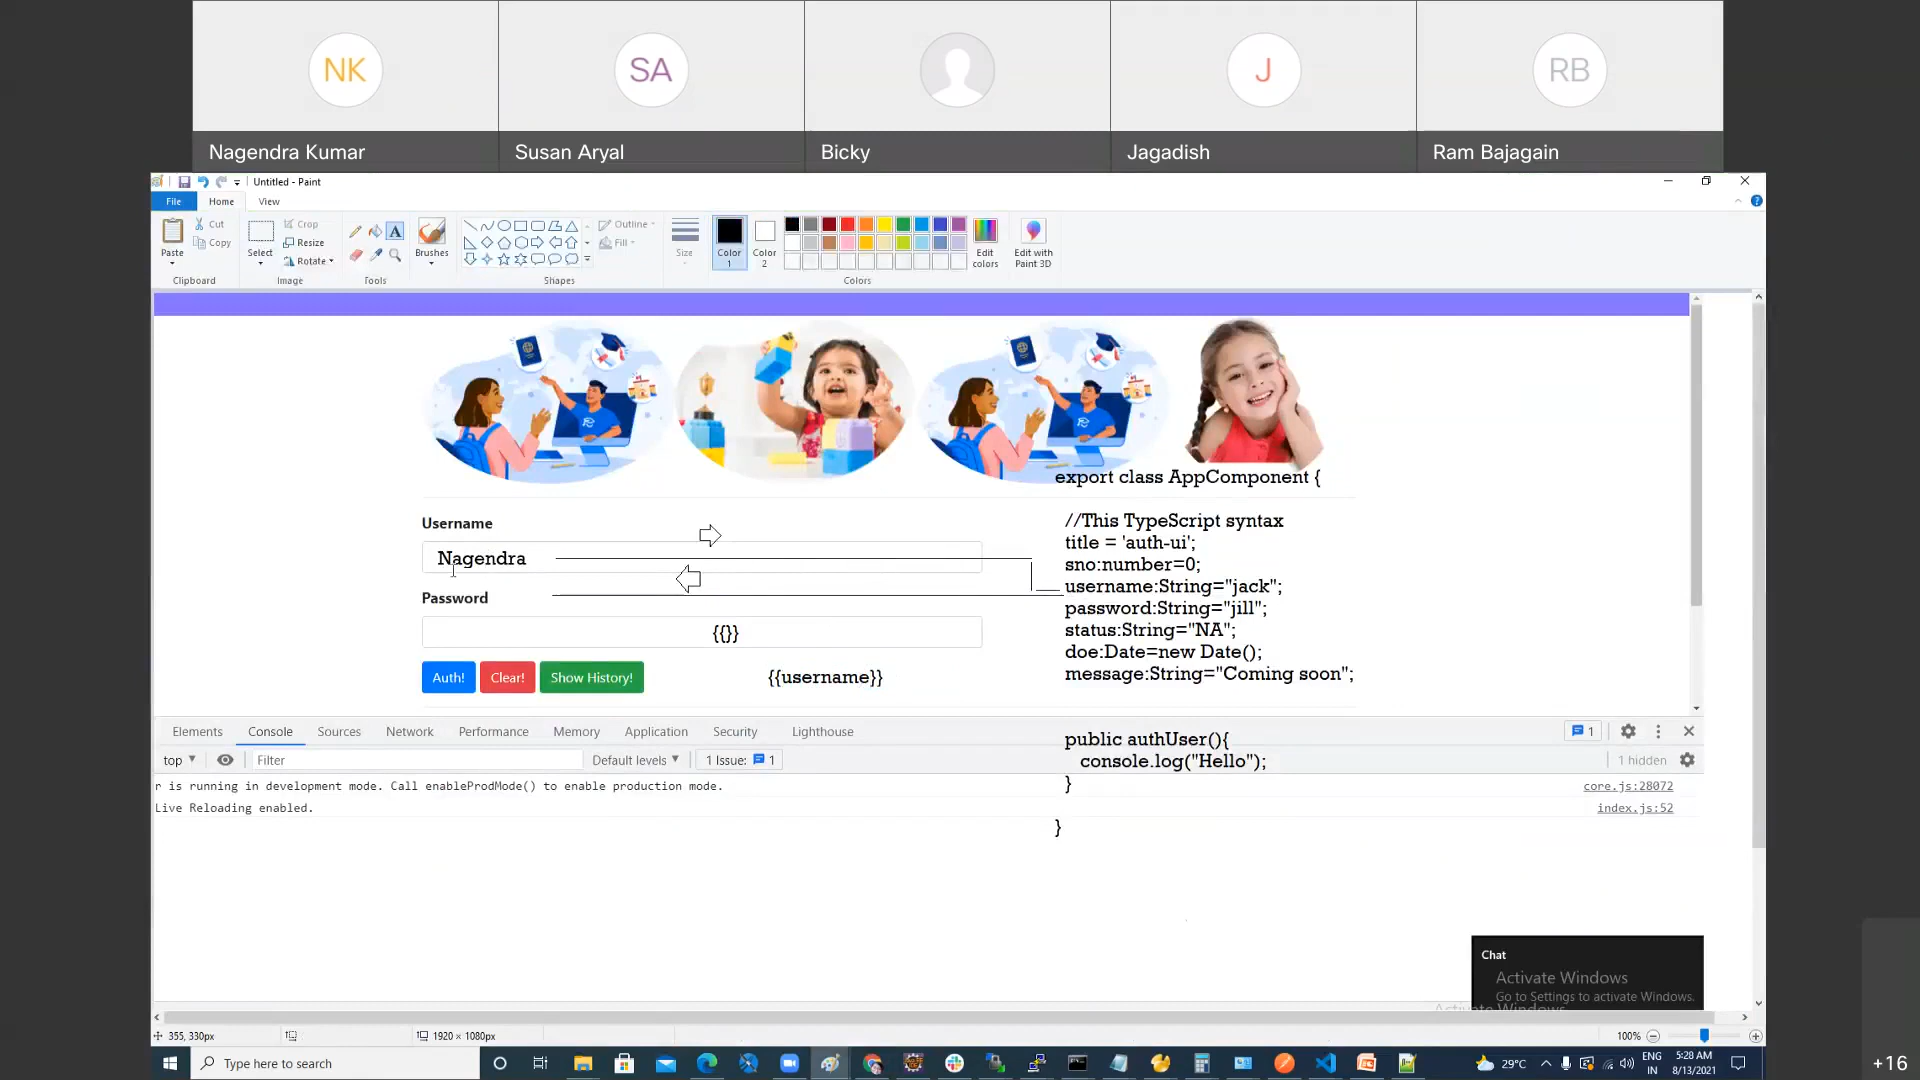 NK
SA
J
RB
Nagendra Kumar
Susan Aryal
Bicky
Jagadish
Ram Bajagain
Untitled - Paint
File
Home
View
Paste
Cut
Copy
Clipboard
Select
Crop
Resize
Rotate
Image
A
Tools
Brushes
Shapes
Outline
Fill
Size
Color 1
Color 2
Edit colors
Edit with Paint 3D
Colors
export class AppComponent {
Username
//This TypeScript syntax
title = 'auth-ui';
Nagendra
sno:number=0;
username:String="jack";
Password
password:String="jill";
{{}}
status:String="NA";
doe:Date=new Date();
Auth!
Clear!
Show History!
{{username}}
message:String="Coming soon";
Elements
Console
Sources
Network
Performance
Memory
Application
Security
Lighthouse
1
public authUser(){
top
Filter
Default levels
1 Issue:
1
console.log("Hello");
1 hidden
r is running in development mode. Call enableProdMode() to enable production mode.
}
core.js:28072
Live Reloading enabled.
index.js:52
}
Chat
Activate Windows
Go to Settings to activate Windows.
Activate Windows
355, 330px
1920 × 1080px
100%
Type here to search
29°C
ENG
IN
5:28 AM
8/13/2021
+16